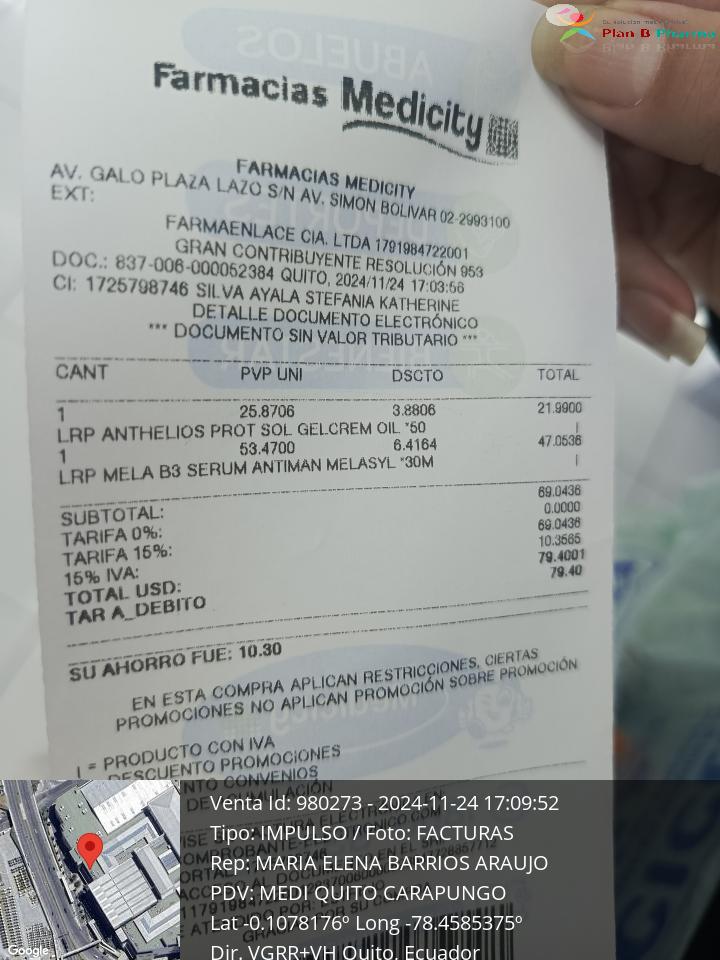 Plan B Pharma
Farmacias Medicity
FARMACIAS MEDICITY
AV. GALO PLAZA LAZO S/N AV. SIMON BOLIVAR 02-2993100
EXT:
FARMAENLACE CIA. LTDA 1791984722001
GRAN CONTRIBUYENTE RESOLUCIÓN 953
DOC.: 837-006-000052384 QUITO, 2024/11/24 17:03:56
CI: 1725798746 SILVA AYALA STEFANIA KATHERINE
DETALLE DOCUMENTO ELECTRÓNICO
*** DOCUMENTO SIN VALOR TRIBUTARIO ***
CANT PVP UNI DSCTO TOTAL
1 25.8706 3.8806 21.9900
LRP ANTHELIOS PROT SOL GELCREM OIL *50 I
1 53.4700 6.4164 47.0536
LRP MELA B3 SERUM ANTIMAN MELASYL *30M I
SUBTOTAL: 69.0436
TARIFA 0%: 0.0000
TARIFA 15%: 69.0436
15% IVA: 10.3565
TOTAL USD: 79.4001
TAR A_DEBITO 79.40
SU AHORRO FUE: 10.30
EN ESTA COMPRA APLICAN RESTRICCIONES, CIERTAS
PROMOCIONES NO APLICAN PROMOCIÓN SOBRE PROMOCIÓN
I = PRODUCTO CON IVA
DESCUENTO PROMOCIONES
CONVENIOS
Venta Id: 980273 - 2024-11-24 17:09:52
Tipo: IMPULSO / Foto: FACTURAS
Rep: MARIA ELENA BARRIOS ARAUJO
PDV: MEDI QUITO CARAPUNGO
Lat -0.1078176º Long -78.4585375º
Dir. VGRR+VH Quito, Ecuador
Google